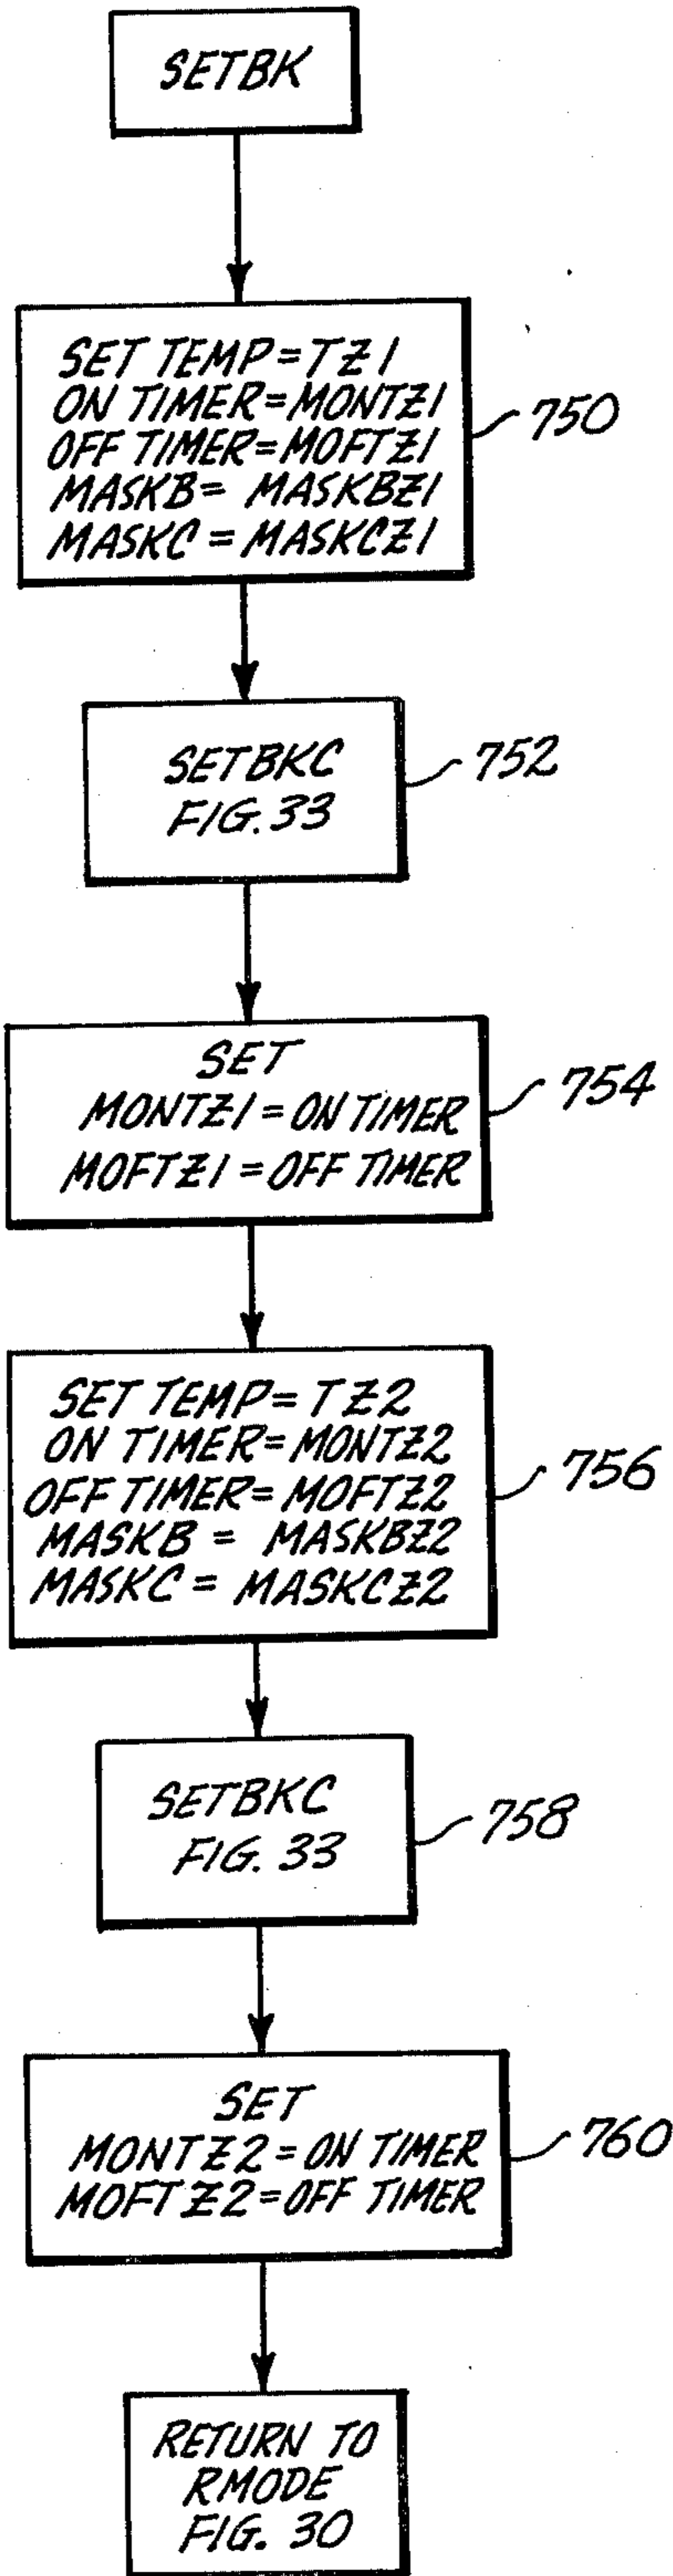 SETBK
SET TEMP = TZ1
ON TIMER = MONTZ1
OFF TIMER = MOFTZ1
MASKB = MASKBZ1
MASKC = MASKCZ1
750
SETBKC
FIG. 33
752
SET
MONTZ1 = ON TIMER
MOFTZ1 = OFF TIMER
754
SET TEMP = TZ2
ON TIMER = MONTZ2
OFF TIMER = MOFTZ2
MASKB = MASKBZ2
MASKC = MASKCZ2
756
SETBKC
FIG. 33
758
SET
MONTZ2 = ON TIMER
MOFTZ2 = OFF TIMER
760
RETURN TO
RMODE
FIG. 30